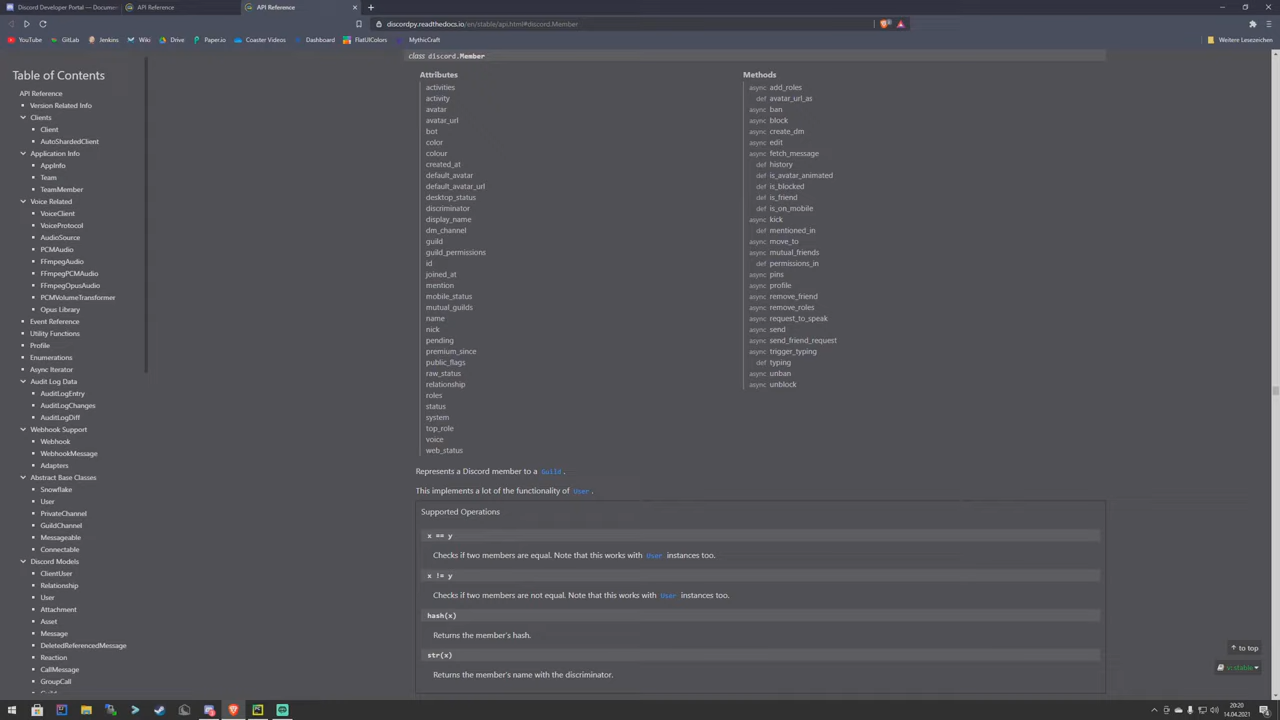 Discord Developer Portal — Docume
API Reference
API Reference
discordpy.readthedocs.io/en/stable/api.html#discord.Member
YouTube
GitLab
Jenkins
Wiki
Drive
Paper.io
Coaster Videos
Dashboard
FlatUIColors
MythicCraft
Weitere Lesezeichen
Table of Contents
API Reference
Version Related Info
Clients
Client
AutoShardedClient
Application Info
AppInfo
Team
TeamMember
Voice Related
VoiceClient
VoiceProtocol
AudioSource
PCMAudio
FFmpegAudio
FFmpegPCMAudio
FFmpegOpusAudio
PCMVolumeTransformer
Opus Library
Event Reference
Utility Functions
Profile
Enumerations
Async Iterator
Audit Log Data
AuditLogEntry
AuditLogChanges
AuditLogDiff
Webhook Support
Webhook
WebhookMessage
Adapters
Abstract Base Classes
Snowflake
User
PrivateChannel
GuildChannel
Messageable
Connectable
Discord Models
ClientUser
Relationship
User
Attachment
Asset
Message
DeletedReferencedMessage
Reaction
CallMessage
GroupCall
Guild
class discord.Member
Attributes
activities
activity
avatar
avatar_url
bot
color
colour
created_at
default_avatar
default_avatar_url
desktop_status
discriminator
display_name
dm_channel
guild
guild_permissions
id
joined_at
mention
mobile_status
mutual_guilds
name
nick
pending
premium_since
public_flags
raw_status
relationship
roles
status
system
top_role
voice
web_status
Methods
async add_roles
def avatar_url_as
async ban
async block
async create_dm
async edit
async fetch_message
def history
def is_avatar_animated
def is_blocked
def is_friend
def is_on_mobile
async kick
def mentioned_in
async move_to
async mutual_friends
def permissions_in
async pins
async profile
async remove_friend
async remove_roles
async request_to_speak
async send
async send_friend_request
async trigger_typing
def typing
async unban
async unblock
Represents a Discord member to a Guild.
This implements a lot of the functionality of User.
Supported Operations
x == y
Checks if two members are equal. Note that this works with User instances too.
x != y
Checks if two members are not equal. Note that this works with User instances too.
hash(x)
Returns the member's hash.
str(x)
Returns the member's name with the discriminator.
to top
v: stable
20:20
14.04.2021